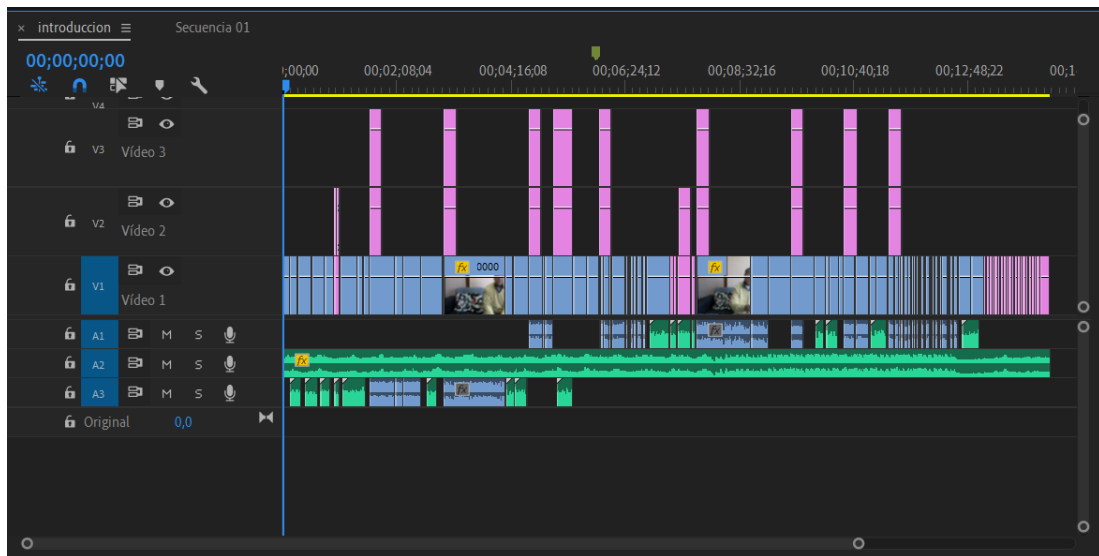 × introduccion ≡ Secuencia 01
00;00;00;00
;00;00 00;02;08;04 00;04;16;08 00;06;24;12 00;08;32;16 00;10;40;18 00;12;48;22 00;1
V4
V3 Vídeo 3
V2 Vídeo 2
fx 0000 fx
V1 Vídeo 1
A1 M S fx
A2 M S fx
A3 M S fx
Original 0,0